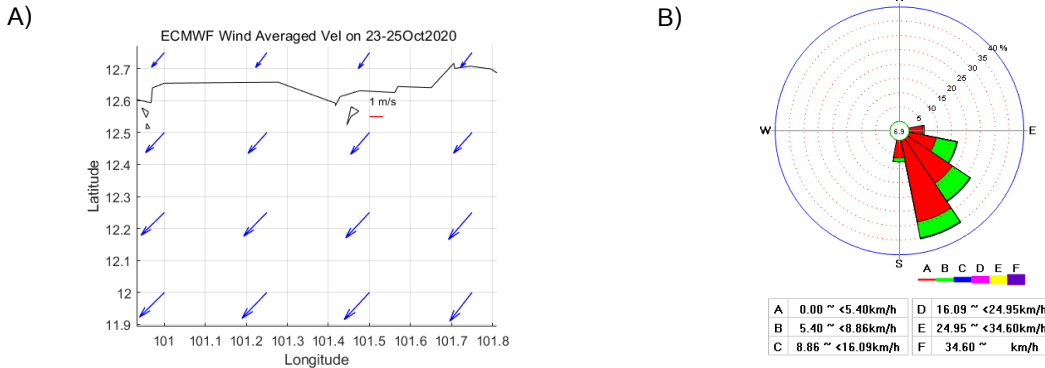 A)
ECMWF Wind Averaged Vel on 23-25Oct2020
12.7
12.6
12.5
12.4
12.3
12.2
12.1
12
11.9
Latitude
1 m/s
101 101.1 101.2 101.3 101.4 101.5 101.6 101.7 101.8
Longitude
B)
40 %
35
30
25
20
15
10
5
6.9
W
E
S
A B C D E F
A 0.00 ~ <5.40km/h D 16.09 ~ <24.95km/h
B 5.40 ~ <8.86km/h E 24.95 ~ <34.60km/h
C 8.86 ~ <16.09km/h F 34.60 ~ km/h